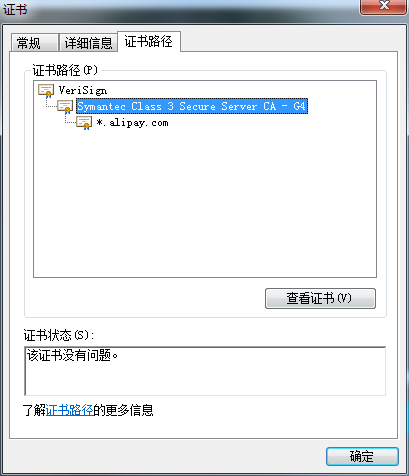 证书
常规 详细信息 证书路径
证书路径(P)
VeriSign
Symantec Class 3 Secure Server CA - G4
*.alipay.com
查看证书(V)
证书状态(S):
该证书没有问题。
了解证书路径的更多信息
确定